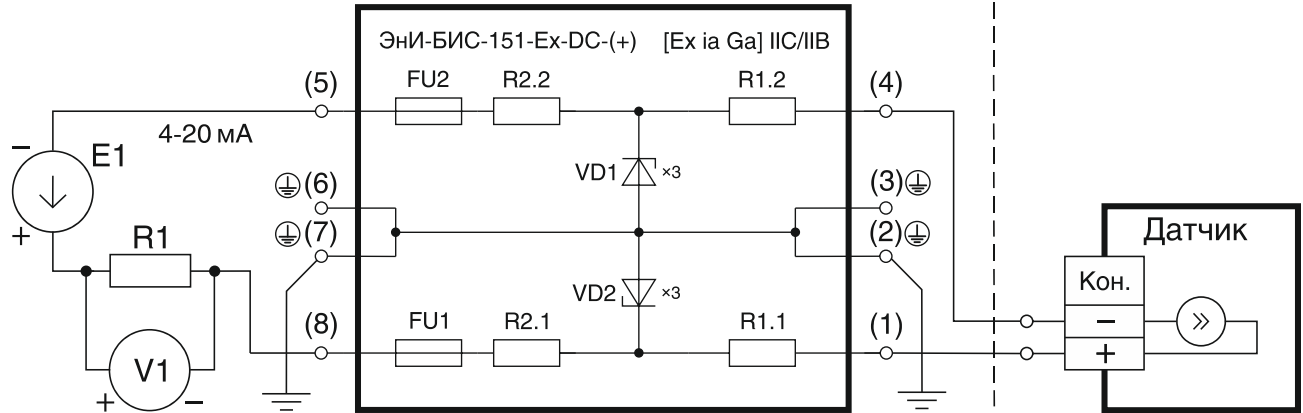 ЭнИ-БИС-151-Ex-DC-(+) [Ex ia Ga] IIC/IIB
(5) FU2 R2.2 R1.2 (4)
4-20 мА
− E1
VD1 ×3
(6) (3)
+ (7) (2)
R1
Датчик
VD2 ×3
Кон.
(8) FU1 R2.1 R1.1 (1)
−
+
V1
+ −